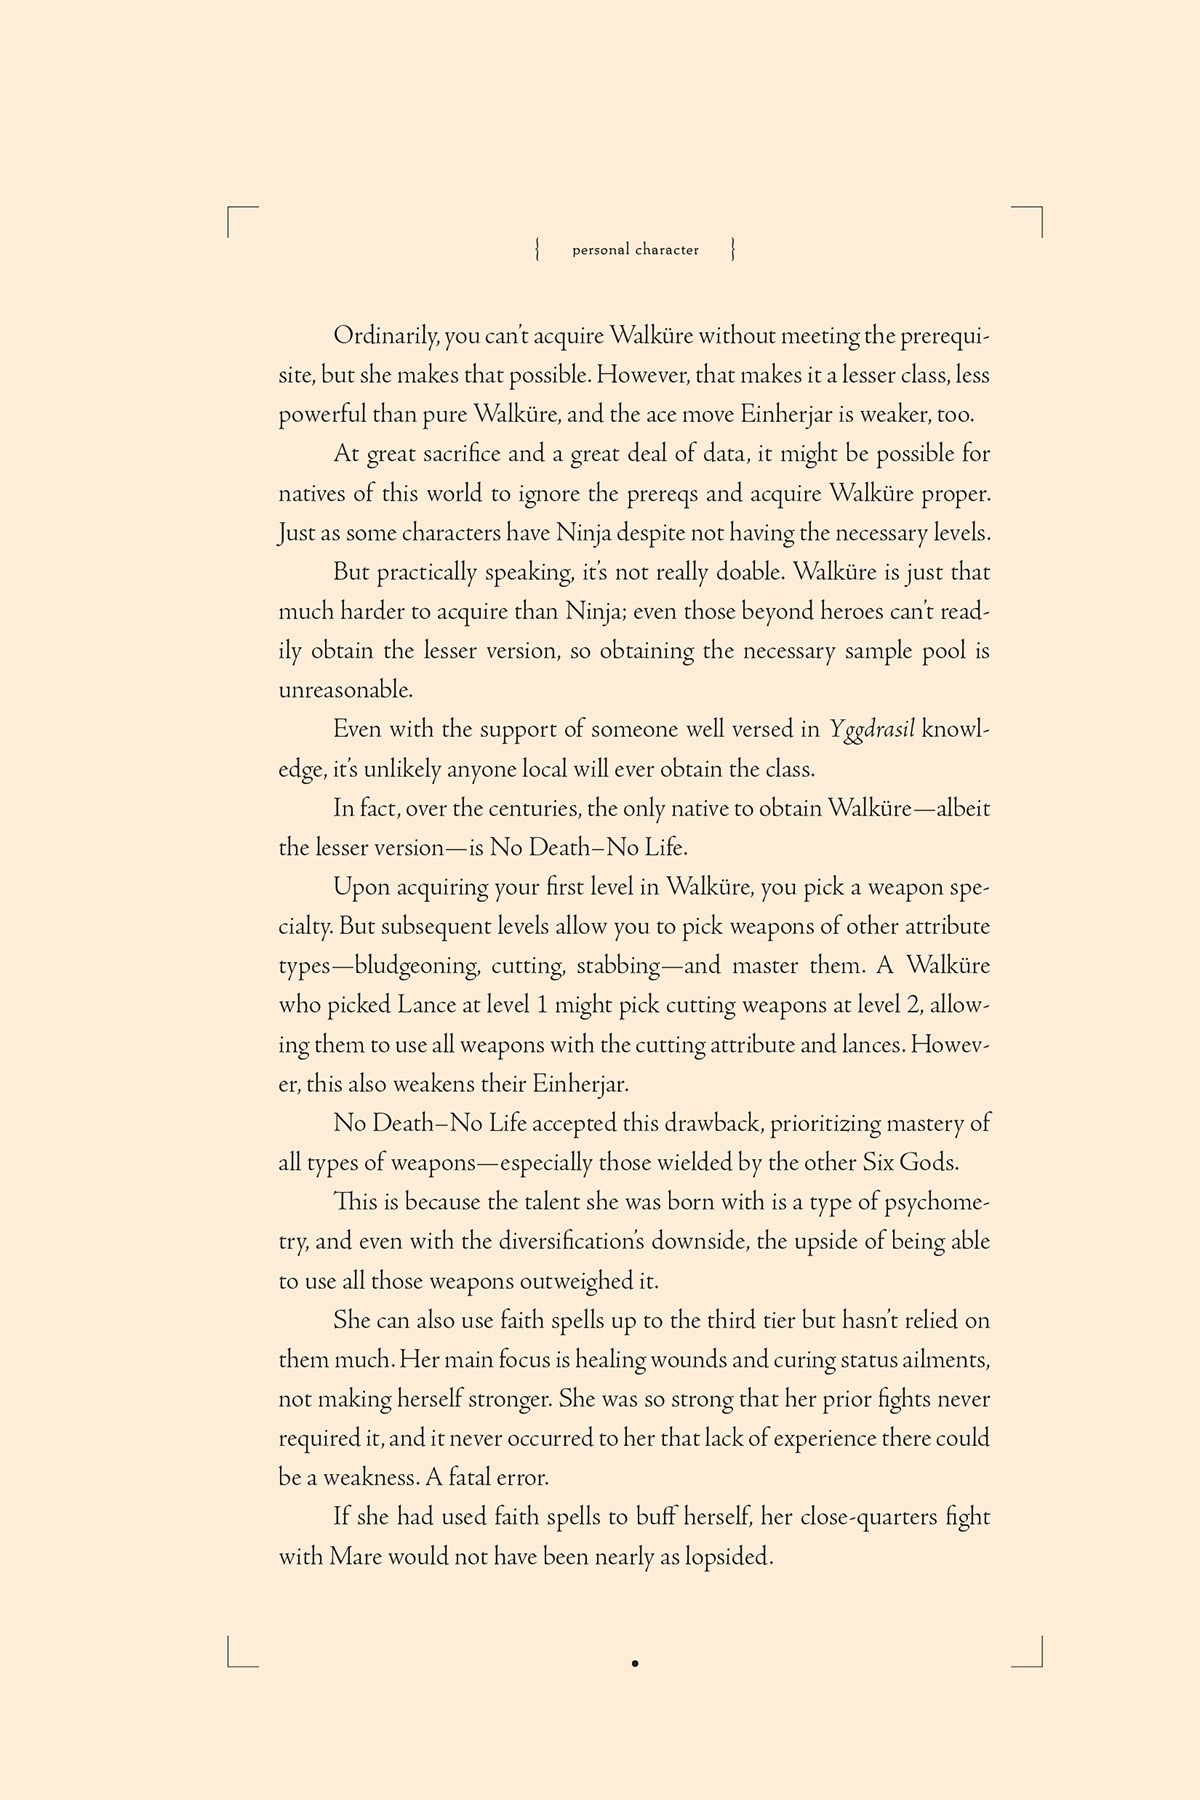 { personal character }
Ordinarily, you can't acquire Walküre without meeting the prerequi-
site, but she makes that possible. However, that makes it a lesser class, less
powerful than pure Walküre, and the ace move Einherjar is weaker, too.
At great sacrifice and a great deal of data, it might be possible for
natives of this world to ignore the prereqs and acquire Walküre proper.
Just as some characters have Ninja despite not having the necessary levels.
But practically speaking, it's not really doable. Walküre is just that
much harder to acquire than Ninja; even those beyond heroes can't read-
ily obtain the lesser version, so obtaining the necessary sample pool is
unreasonable.
Even with the support of someone well versed in Yggdrasil knowl-
edge, it's unlikely anyone local will ever obtain the class.
In fact, over the centuries, the only native to obtain Walküre—albeit
the lesser version—is No Death–No Life.
Upon acquiring your first level in Walküre, you pick a weapon spe-
cialty. But subsequent levels allow you to pick weapons of other attribute
types—bludgeoning, cutting, stabbing—and master them. A Walküre
who picked Lance at level 1 might pick cutting weapons at level 2, allow-
ing them to use all weapons with the cutting attribute and lances. Howev-
er, this also weakens their Einherjar.
No Death–No Life accepted this drawback, prioritizing mastery of
all types of weapons—especially those wielded by the other Six Gods.
This is because the talent she was born with is a type of psychome-
try, and even with the diversification's downside, the upside of being able
to use all those weapons outweighed it.
She can also use faith spells up to the third tier but hasn't relied on
them much. Her main focus is healing wounds and curing status ailments,
not making herself stronger. She was so strong that her prior fights never
required it, and it never occurred to her that lack of experience there could
be a weakness. A fatal error.
If she had used faith spells to buff herself, her close-quarters fight
with Mare would not have been nearly as lopsided.